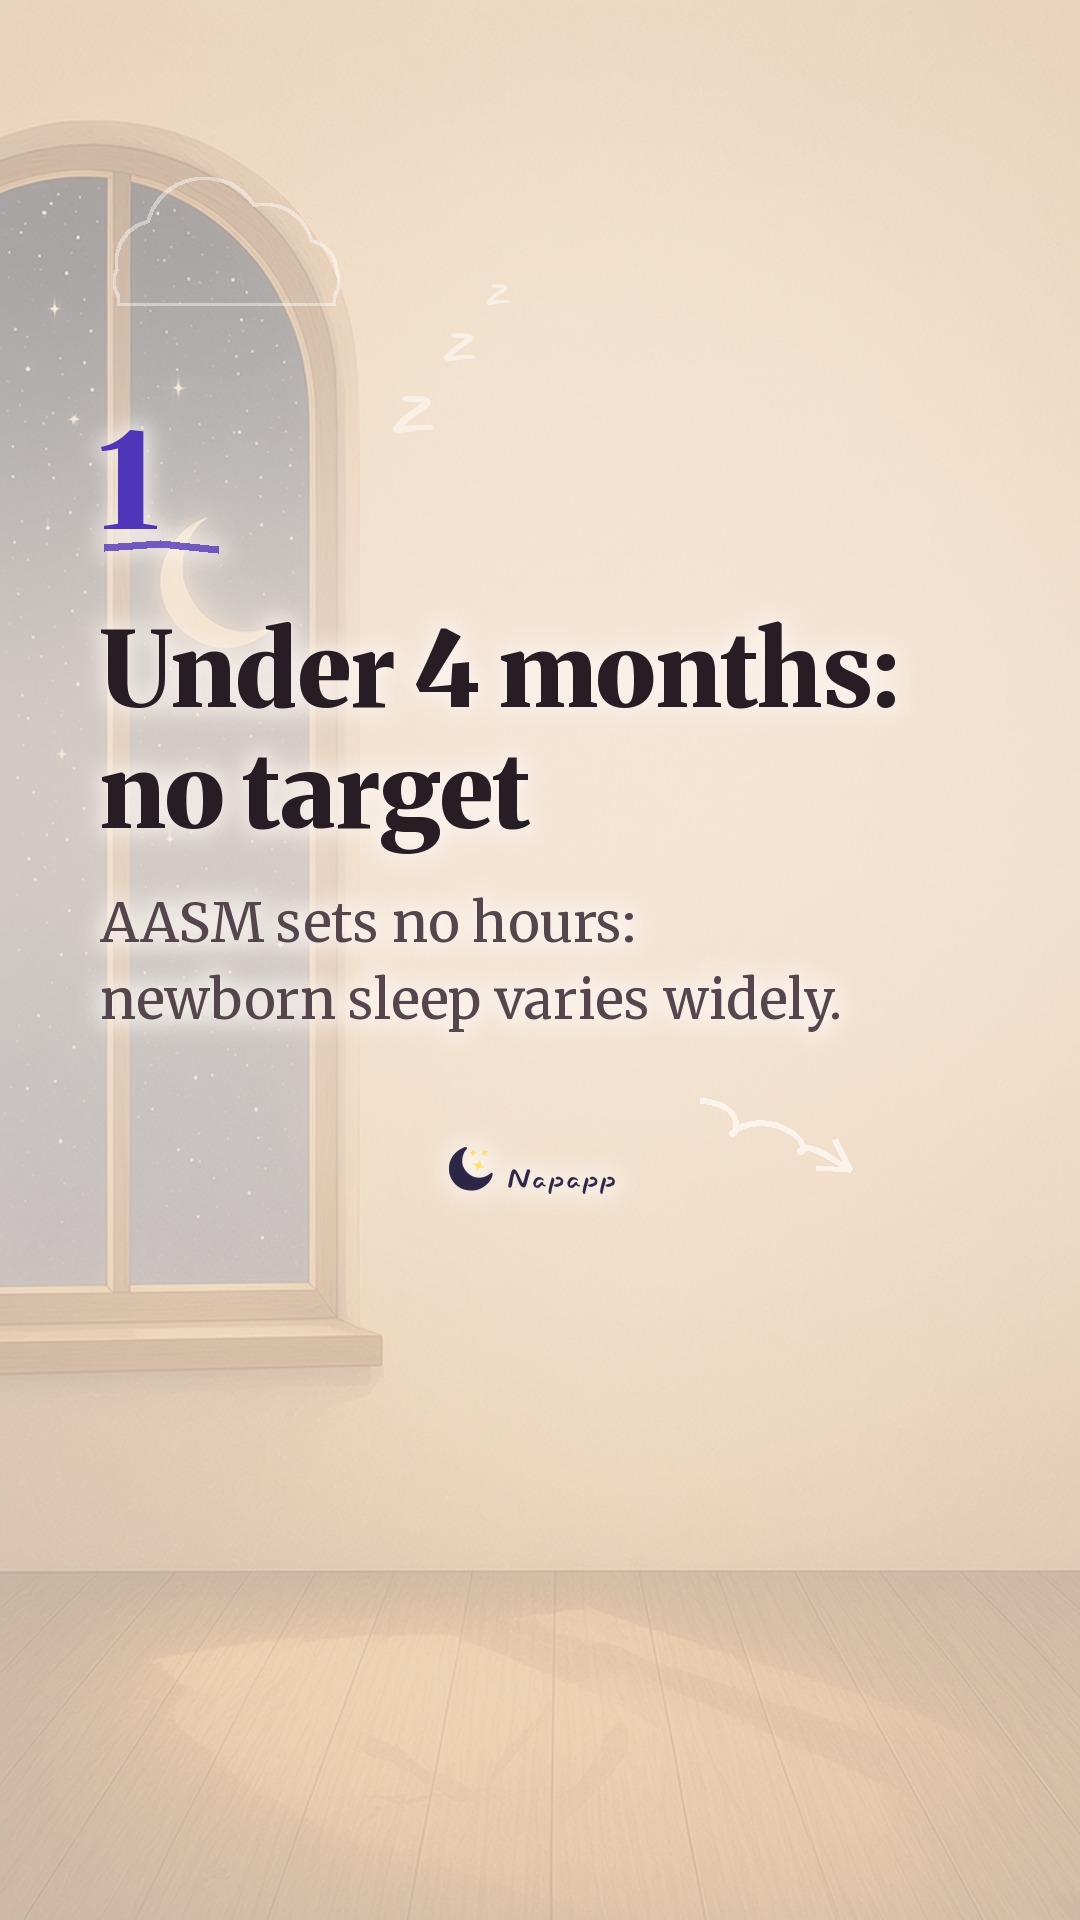 z
z
z
1
Under 4 months:
no target
AASM sets no hours:
newborn sleep varies widely.
Napapp